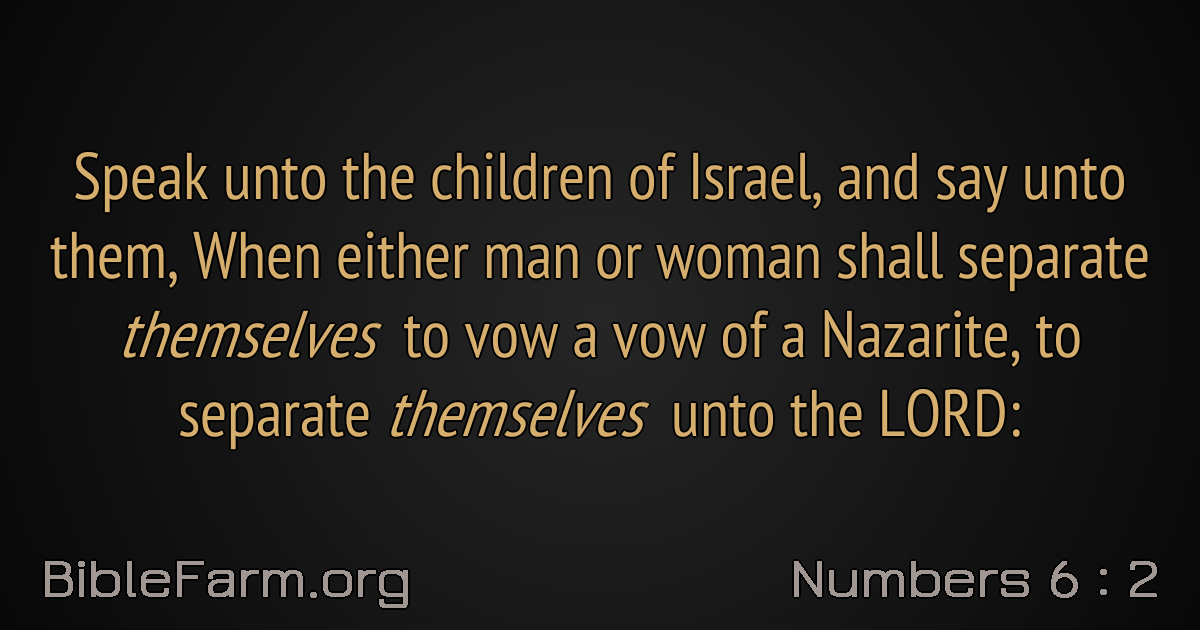 Speak unto the children of Israel, and say unto
them, When either man or woman shall separate
themselves to vow a vow of a Nazarite, to
separate themselves unto the LORD:
BibleFarm.org
Numbers 6 : 2